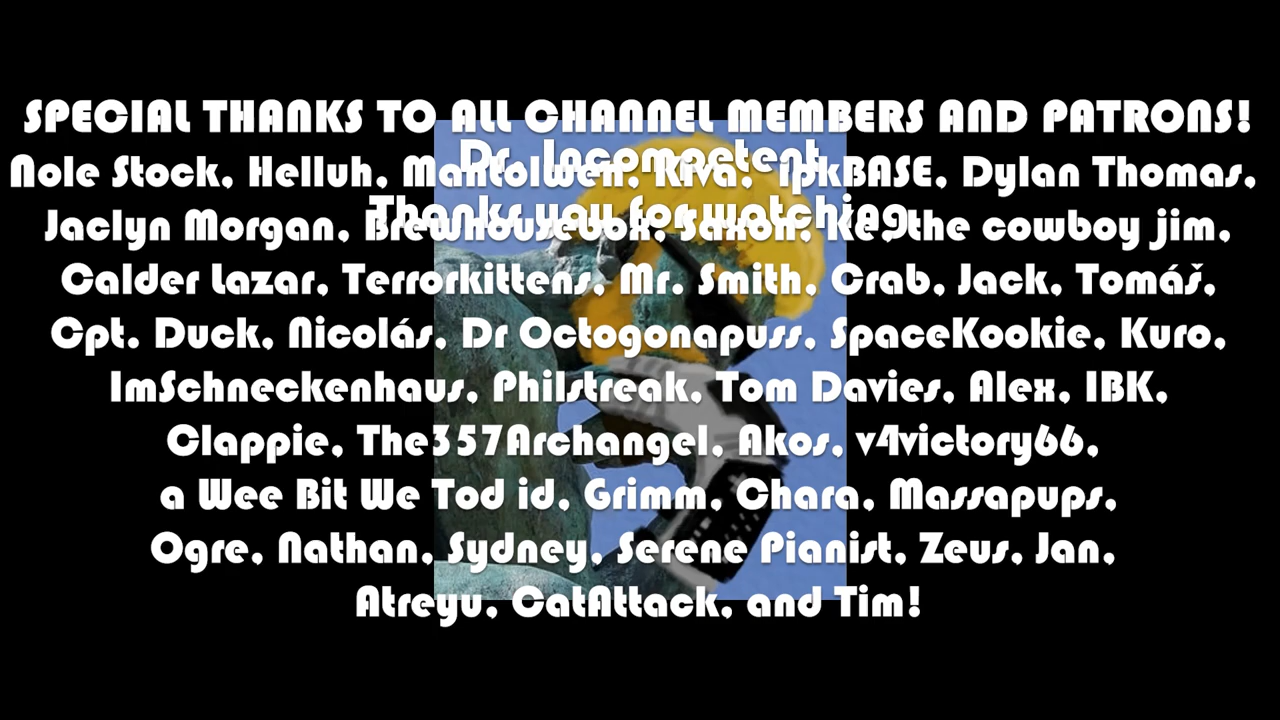 SPECIAL THANKS TO ALL CHANNEL MEMBERS AND PATRONS!
Dr. Incompetent
Nole Stock, Helluh, Mantolwen, Kiva, ipkBASE, Dylan Thomas,
Thanks you for watching
Jaclyn Morgan, Brewhousebox, Saxon, Ke, the cowboy jim,
Calder Lazar, Terrorkittens, Mr. Smith, Crab, Jack, Tomáš,
Cpt. Duck, Nicolás, Dr Octogonapuss, SpaceKookie, Kuro,
ImSchneckenhaus, Philstreak, Tom Davies, Alex, IBK,
Clappie, The357Archangel, Akos, v4victory66,
a Wee Bit We Tod id, Grimm, Chara, Massapups,
Ogre, Nathan, Sydney, Serene Pianist, Zeus, Jan,
Atreyu, CatAttack, and Tim!